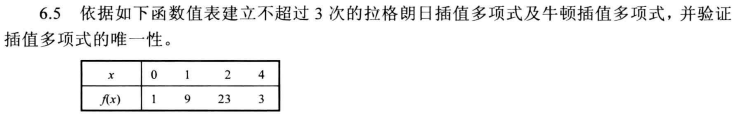 6.5 依据如下函数值表建立不超过 3 次的拉格朗日插值多项式及牛顿插值多项式，并验证
插值多项式的唯一性。
x 0 1 2 4
f(x) 1 9 23 3